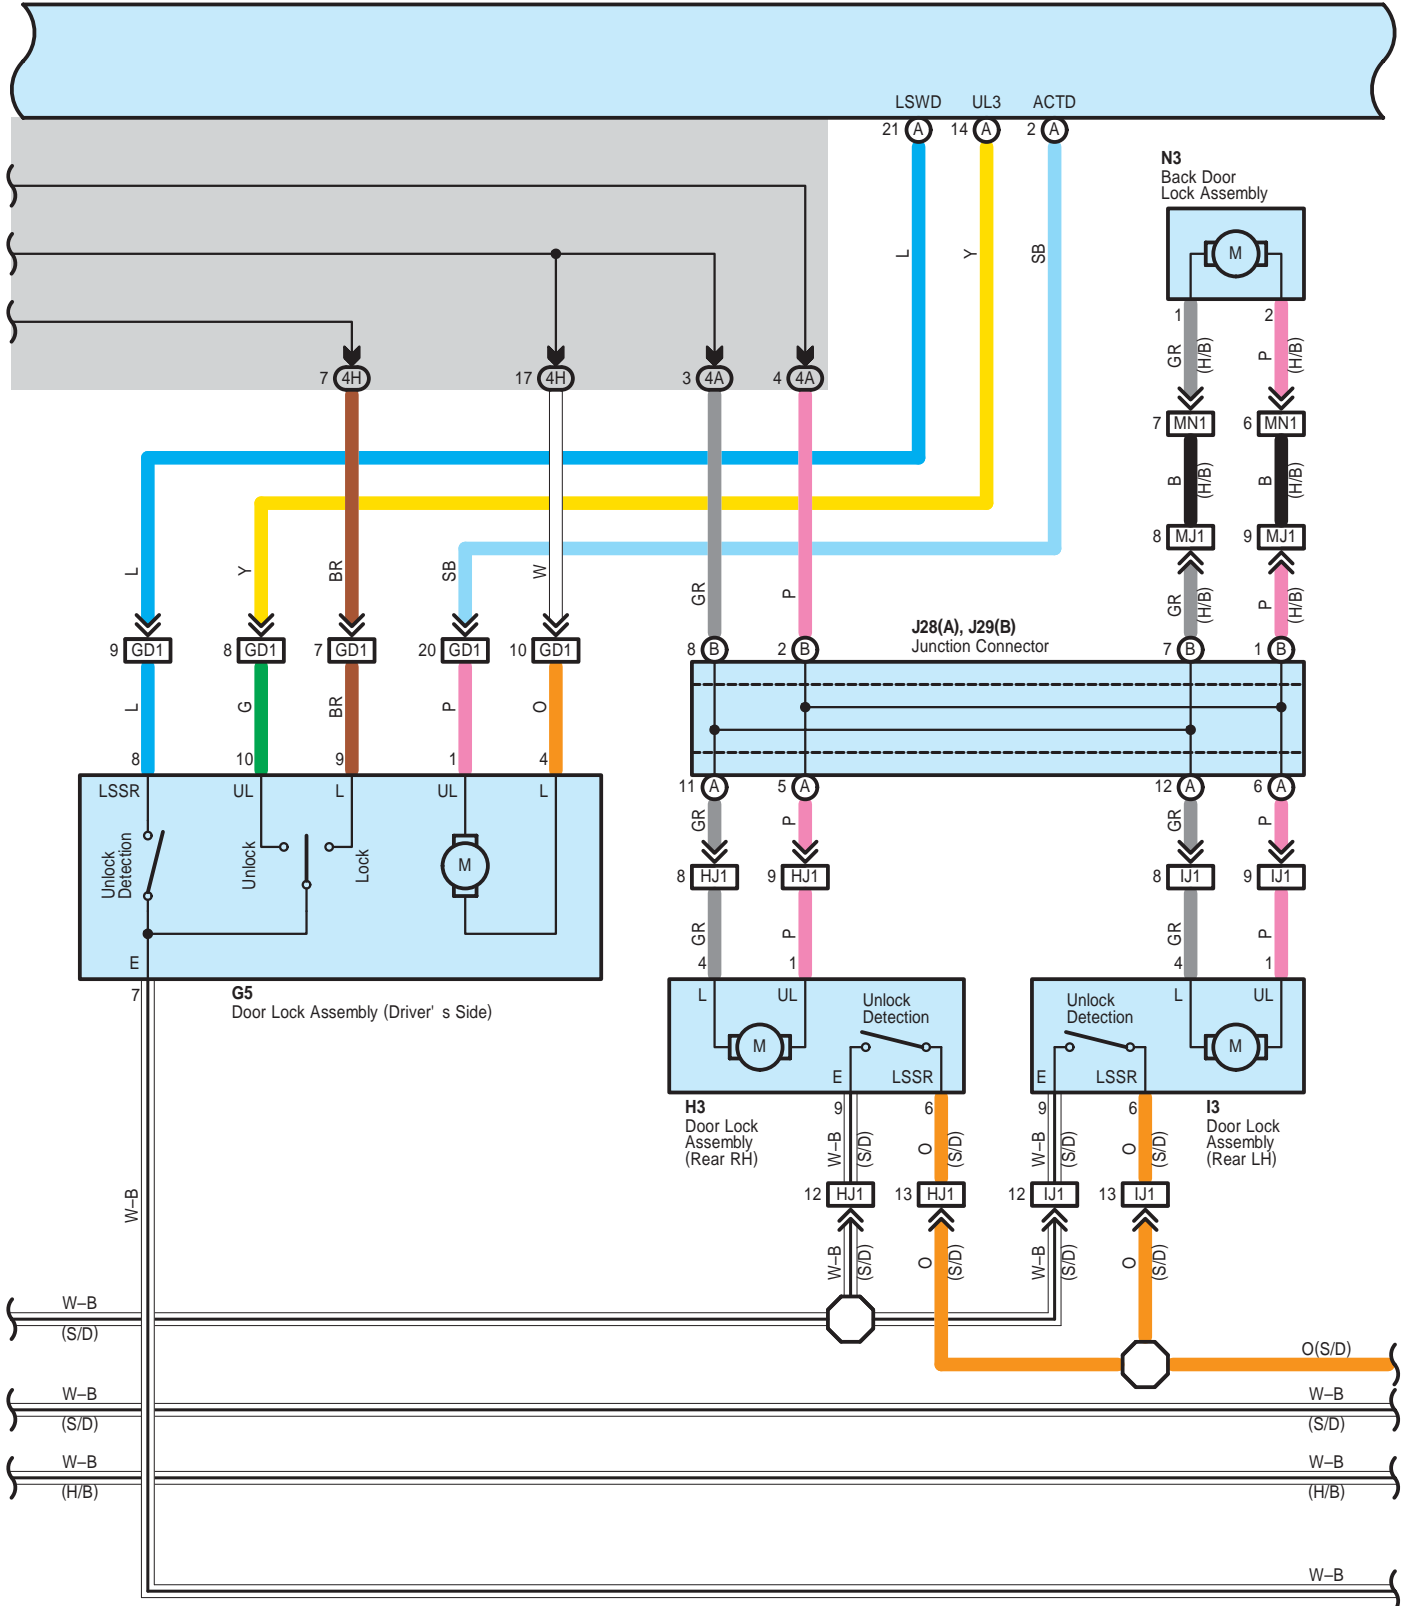 LSWD UL3 ACTD
21 A 14 A 2 A
N3
Back Door
Lock Assembly
M
L Y SB
1 2
GR (H/B) P (H/B)
7 4H 17 4H 3 4A 4 4A
7 MN1 6 MN1
B (H/B) B (H/B)
8 MJ1 9 MJ1
L Y BR SB W GR P GR (H/B) P (H/B)
J28(A), J29(B)
Junction Connector
9 GD1 8 GD1 7 GD1 20 GD1 10 GD1 8 B 2 B 7 B 1 B
L G BR P O
8 10 9 1 4
LSSR UL L UL L
11 A 5 A 12 A 6 A
GR P GR P
Unlock
Detection
Unlock
Lock
M
8 HJ1 9 HJ1 8 IJ1 9 IJ1
GR P GR P
E
4 1 4 1
7
G5
Door Lock Assembly (Driver' s Side)
L UL Unlock
Detection
Unlock
Detection
L UL
M M
E LSSR E LSSR
9 6 9 6
H3
Door Lock
Assembly
(Rear RH)
I3
Door Lock
Assembly
(Rear LH)
W–B (S/D) O (S/D) W–B (S/D) O (S/D)
W–B
12 HJ1 13 HJ1 12 IJ1 13 IJ1
W–B (S/D) O (S/D) W–B (S/D) O (S/D)
W–B
(S/D)
O(S/D)
W–B W–B
(S/D) (S/D)
W–B W–B
(H/B) (H/B)
W–B